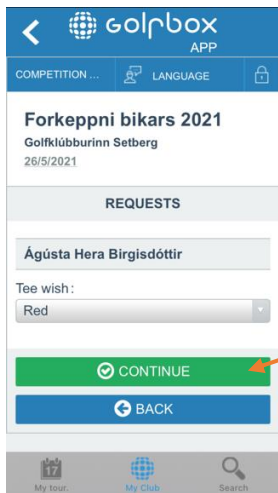 GOLFBOX
APP
COMPETITION ...
LANGUAGE
Forkeppni bikars 2021
Golfklúbburinn Setberg
26/5/2021
REQUESTS
Ágústa Hera Birgisdóttir
Tee wish:
Red
CONTINUE
BACK
17
My tour.
My Club
Search